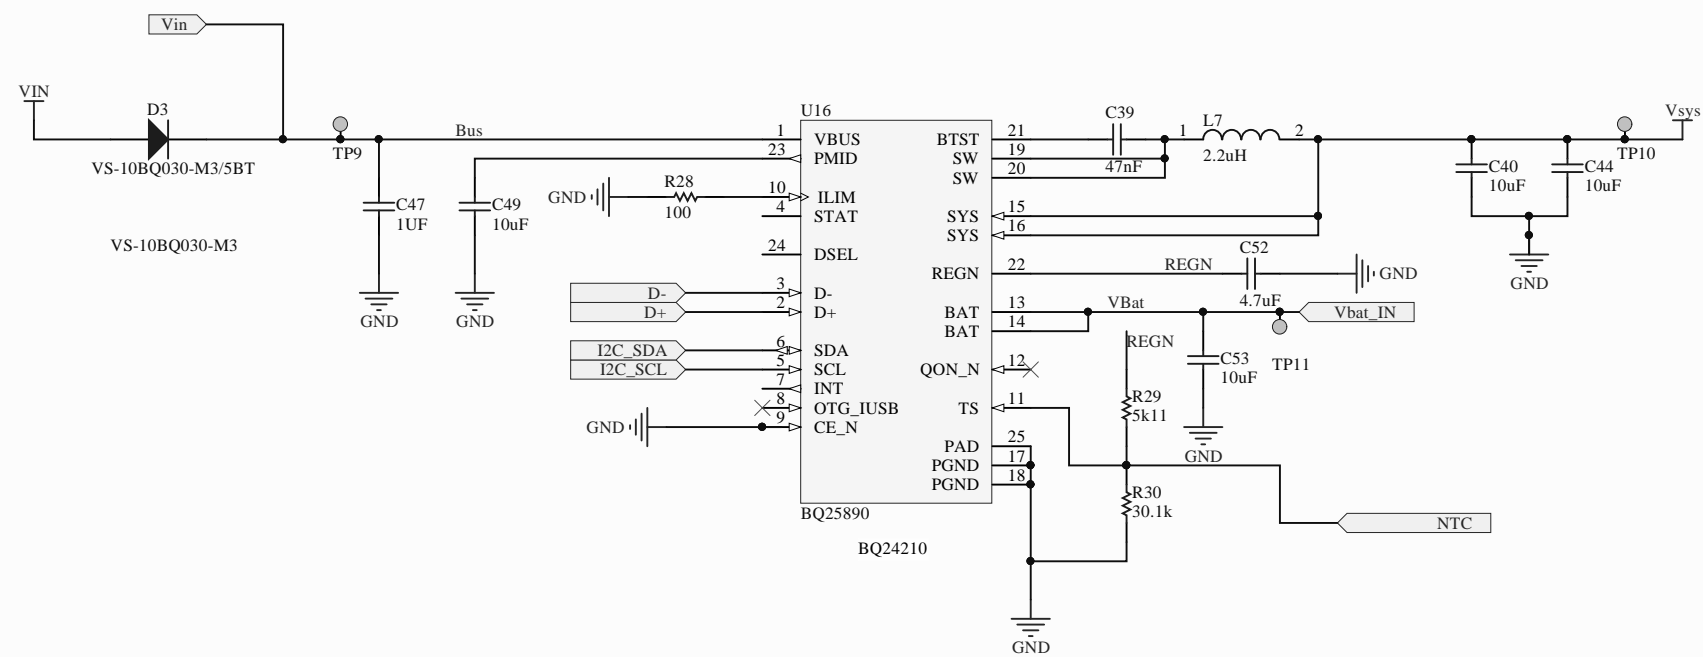 Vin
VIN
D3
VS-10BQ030-M3/5BT
VS-10BQ030-M3
TP9
Bus
C47
1UF
GND
C49
10uF
GND
GND
R28
100
D-
D+
I2C_SDA
I2C_SCL
GND
U16
1 VBUS
23 PMID
10 ILIM
4 STAT
24 DSEL
3 D-
2 D+
6 SDA
5 SCL
7 INT
8 OTG_IUSB
9 CE_N
BTST 21
SW 19
SW 20
SYS 15
SYS 16
REGN 22
BAT 13
BAT 14
QON_N 12
TS 11
PAD 25
PGND 17
PGND 18
BQ25890
BQ24210
C39
47nF
1 L7 2
2.2uH
Vsys
TP10
C40
10uF
C44
10uF
GND
REGN
C52
4.7uF
GND
VBat
Vbat_IN
TP11
REGN
C53
10uF
GND
R29
5k11
R30
30.1k
NTC
GND